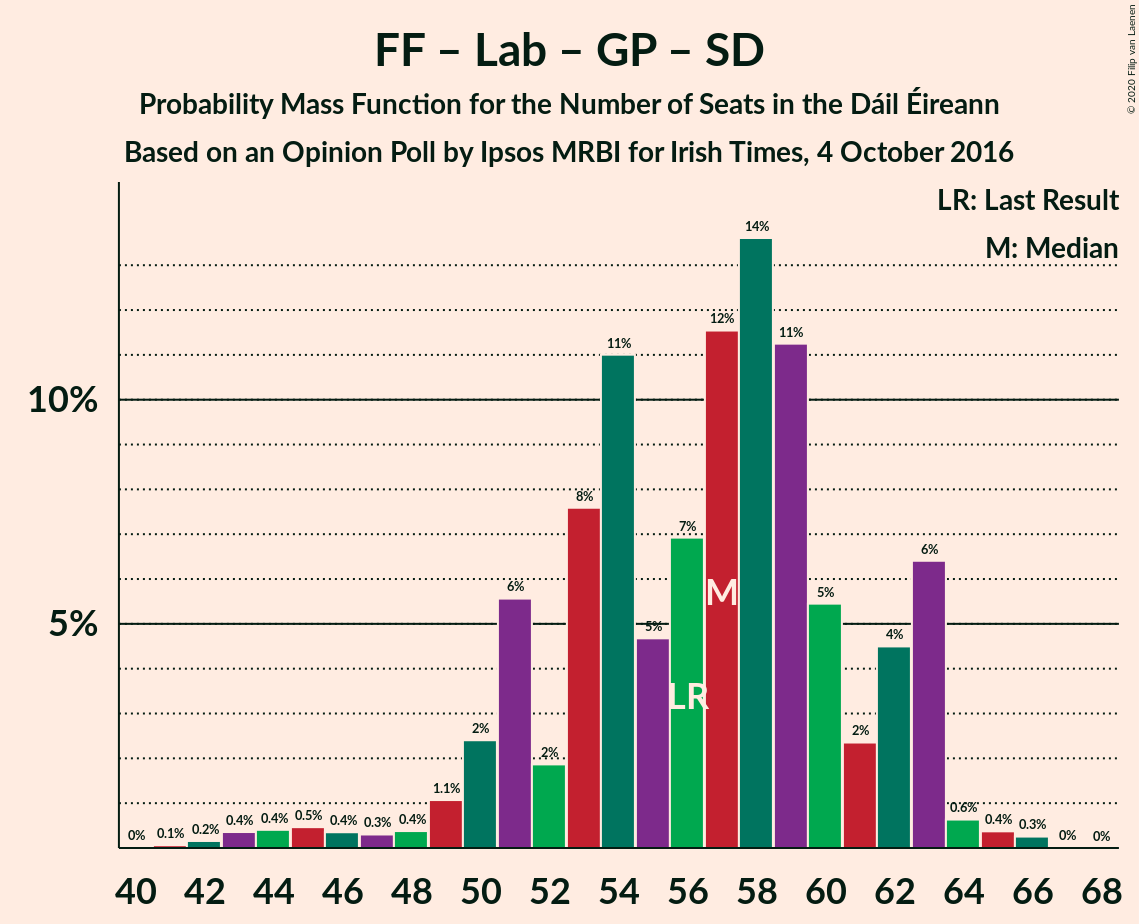 FF – Lab – GP – SD
Probability Mass Function for the Number of Seats in the Dáil Éireann
Based on an Opinion Poll by Ipsos MRBI for Irish Times, 4 October 2016
© 2020 Filip van Laenen
LR: Last Result
M: Median
10%
5%
0% 0.1% 0.2% 0.4% 0.4% 0.5% 0.4% 0.3% 0.4% 1.1% 2% 6% 2% 8% 11% 5% 7% 12% 14% 11% 5% 2% 4% 6% 0.6% 0.4% 0.3% 0% 0%
M
LR
40 42 44 46 48 50 52 54 56 58 60 62 64 66 68